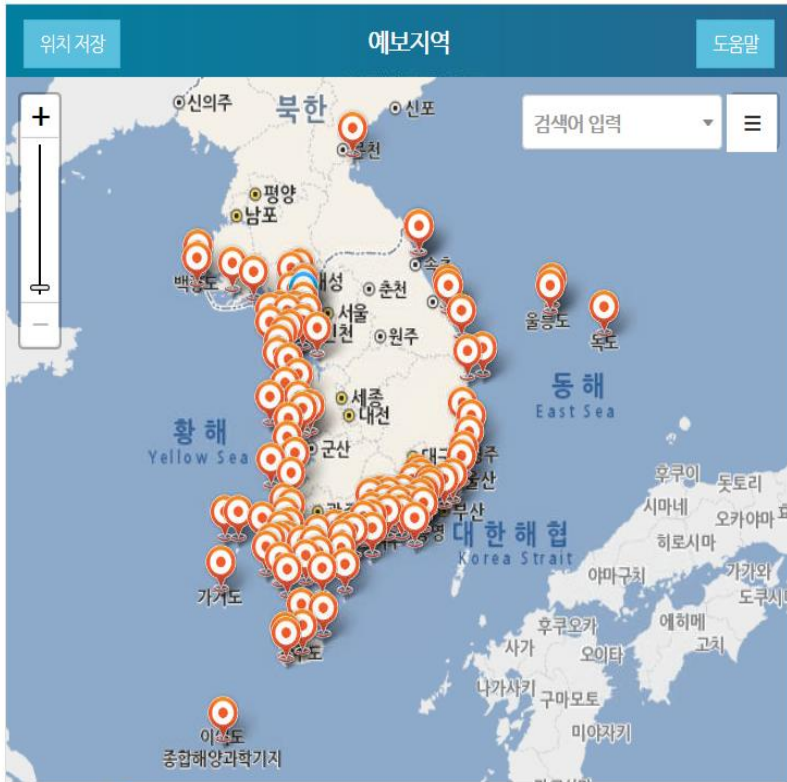 위치 저장
예보지역
도움말
+
신의주
북한
신포
검색어 입력
평양
남포
춘천
서울
원주
울릉도
독도
동해
East Sea
세종
대전
황해
Yellow Sea
군산
후쿠이
돗토리
시마네
오카야마
히로시마
부산
대한해협
Korea Strait
야마구치
가가와
도쿠시마
가거도
후쿠오카
에히메
사가
오이타
고치
나가사키
구마모토
미야자키
종합해양과학기지